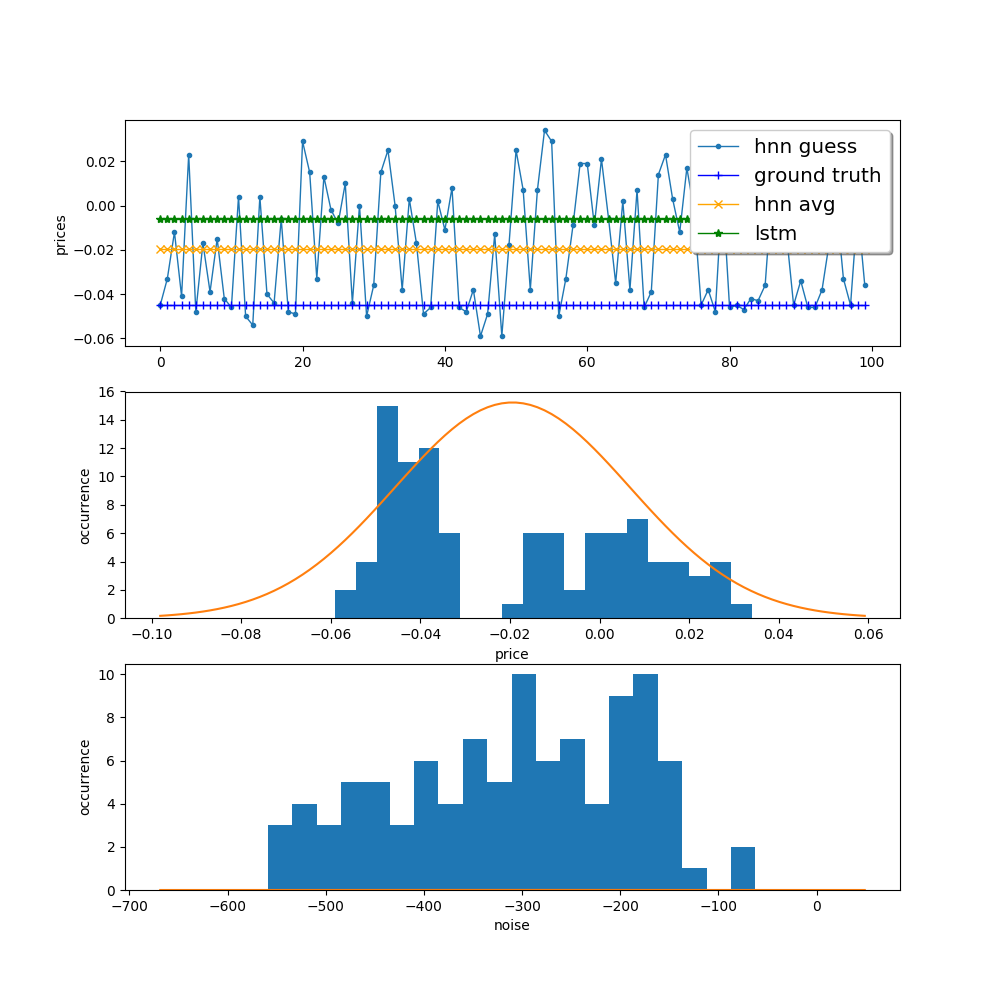 hnn guess
ground truth
hnn avg
lstm
prices
0.02
0.00
−0.02
−0.04
−0.06
0 20 40 60 80 100
occurrence
16
14
12
10
8
6
4
2
0
−0.10 −0.08 −0.06 −0.04 −0.02 0.00 0.02 0.04 0.06
price
occurrence
10
8
6
4
2
0
−700 −600 −500 −400 −300 −200 −100 0
noise